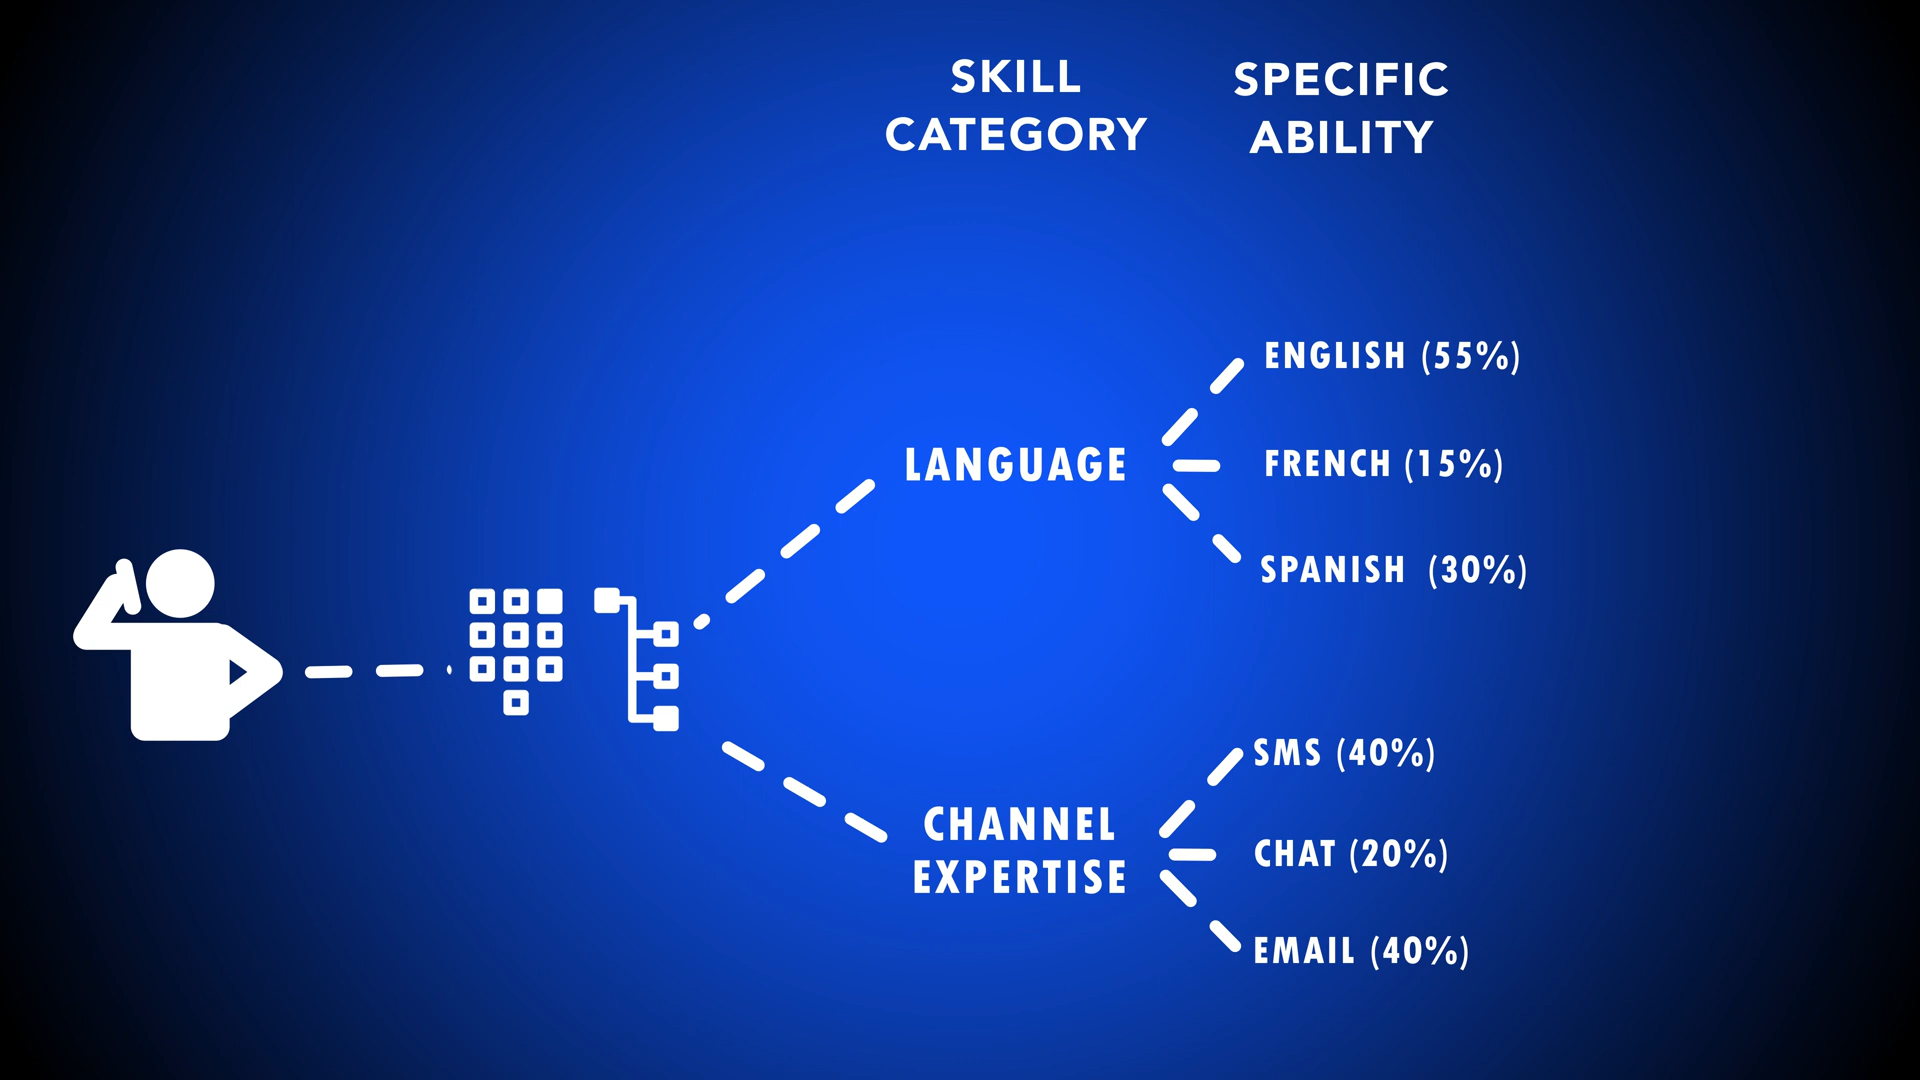 SKILL
CATEGORY
SPECIFIC
ABILITY
LANGUAGE
ENGLISH (55%)
FRENCH (15%)
SPANISH (30%)
CHANNEL
EXPERTISE
SMS (40%)
CHAT (20%)
EMAIL (40%)